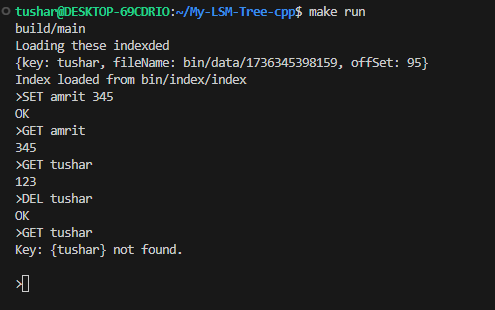 tushar@DESKTOP-69CDRIO:~/My-LSM-Tree-cpp$ make run
build/main
Loading these indexded
{key: tushar, fileName: bin/data/1736345398159, offSet: 95}
Index loaded from bin/index/index
>SET amrit 345
OK
>GET amrit
345
>GET tushar
123
>DEL tushar
OK
>GET tushar
Key: {tushar} not found.
>